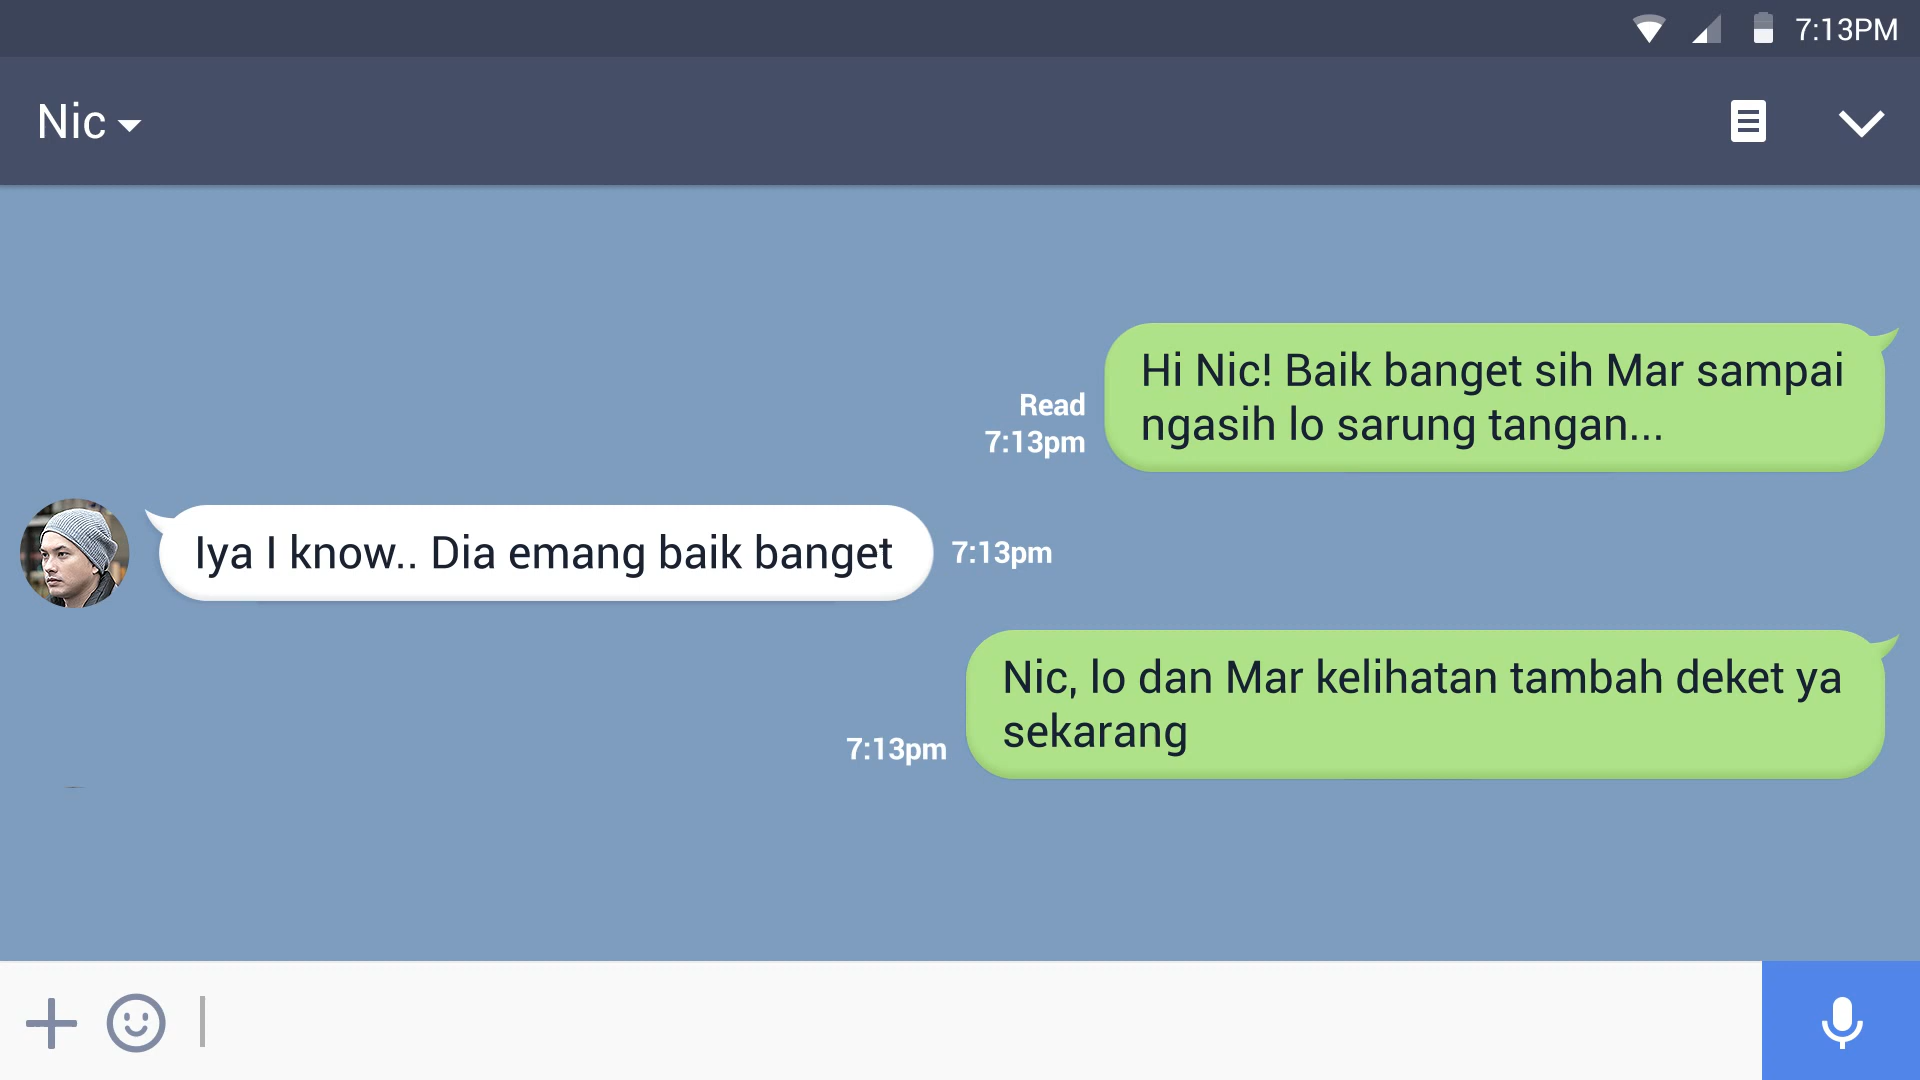 7:13PM
Nic
Hi Nic! Baik banget sih Mar sampai
ngasih lo sarung tangan...
Read
7:13pm
Iya I know.. Dia emang baik banget
7:13pm
Nic, lo dan Mar kelihatan tambah deket ya
sekarang
7:13pm